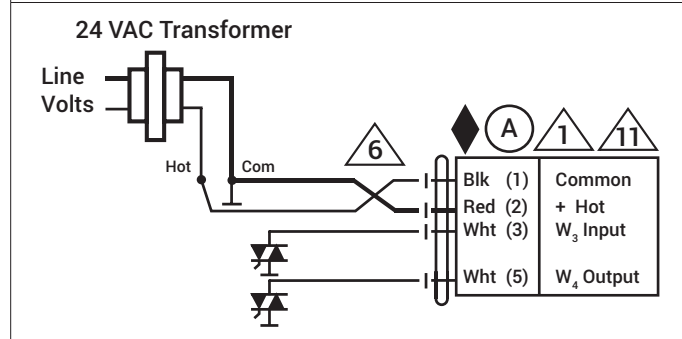 24 VAC Transformer
Line
Volts
Hot
Com
6
A
1
11
Blk (1) Common
Red (2) + Hot
Wht (3) W₃ Input
Wht (5) W₄ Output